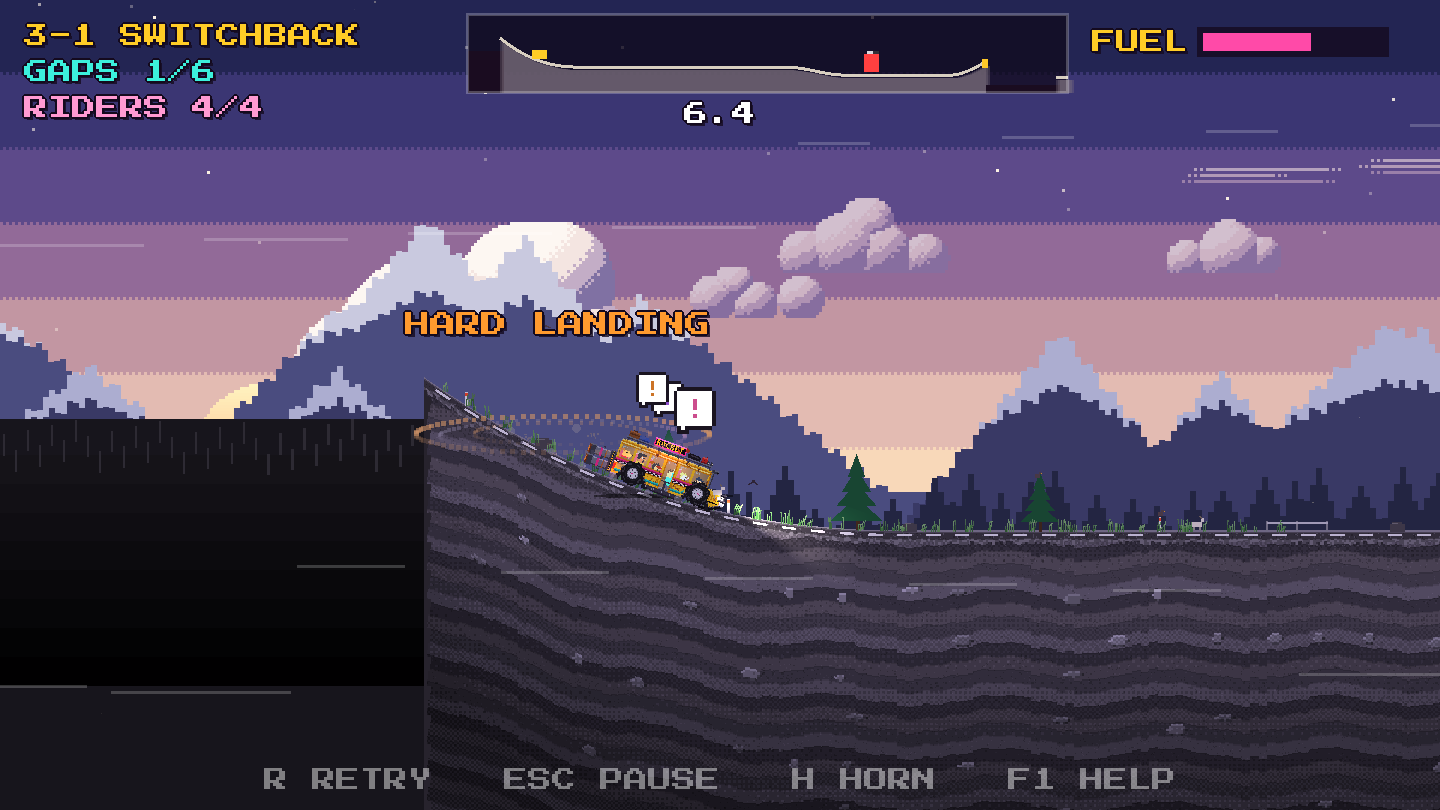 3-1 SWITCHBACK
GAPS 1/6
RIDERS 4/4
6.4
FUEL
HARD LANDING
!
!
R RETRY ESC PAUSE H HORN F1 HELP